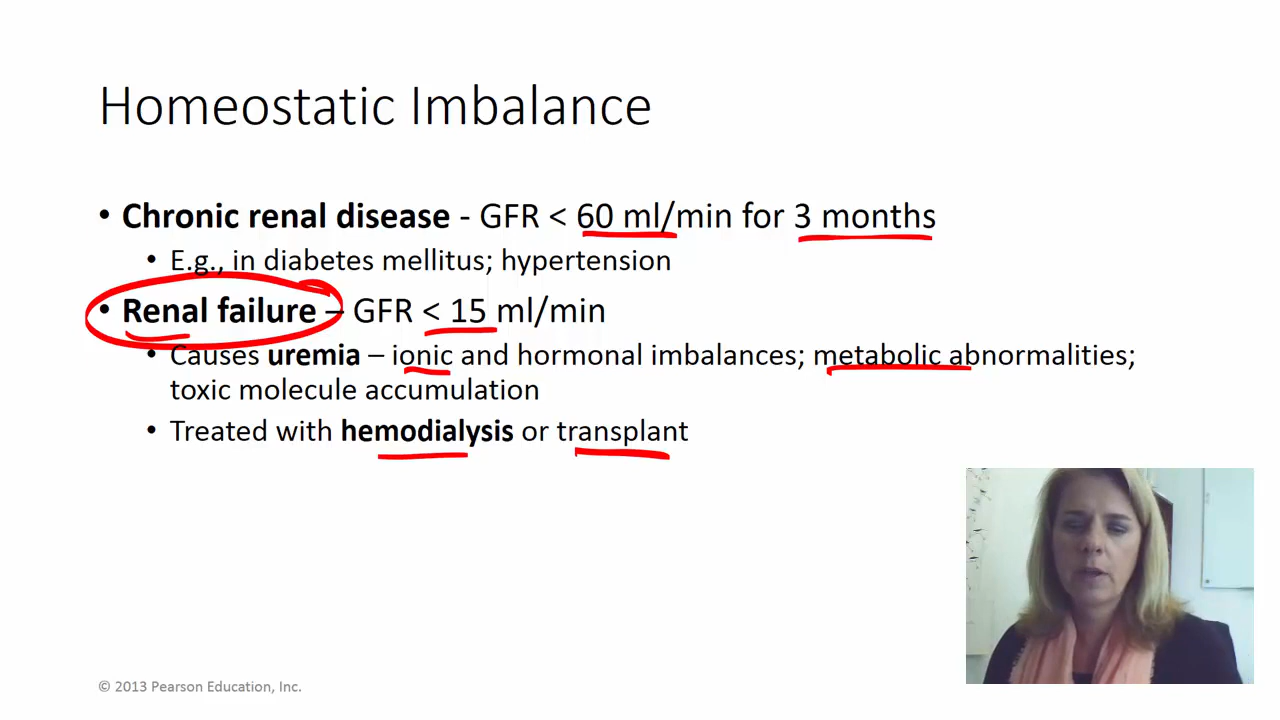 Homeostatic Imbalance
• Chronic renal disease - GFR < 60 ml/min for 3 months
• E.g., in diabetes mellitus; hypertension
• Renal failure – GFR < 15 ml/min
• Causes uremia – ionic and hormonal imbalances; metabolic abnormalities;
toxic molecule accumulation
• Treated with hemodialysis or transplant
© 2013 Pearson Education, Inc.